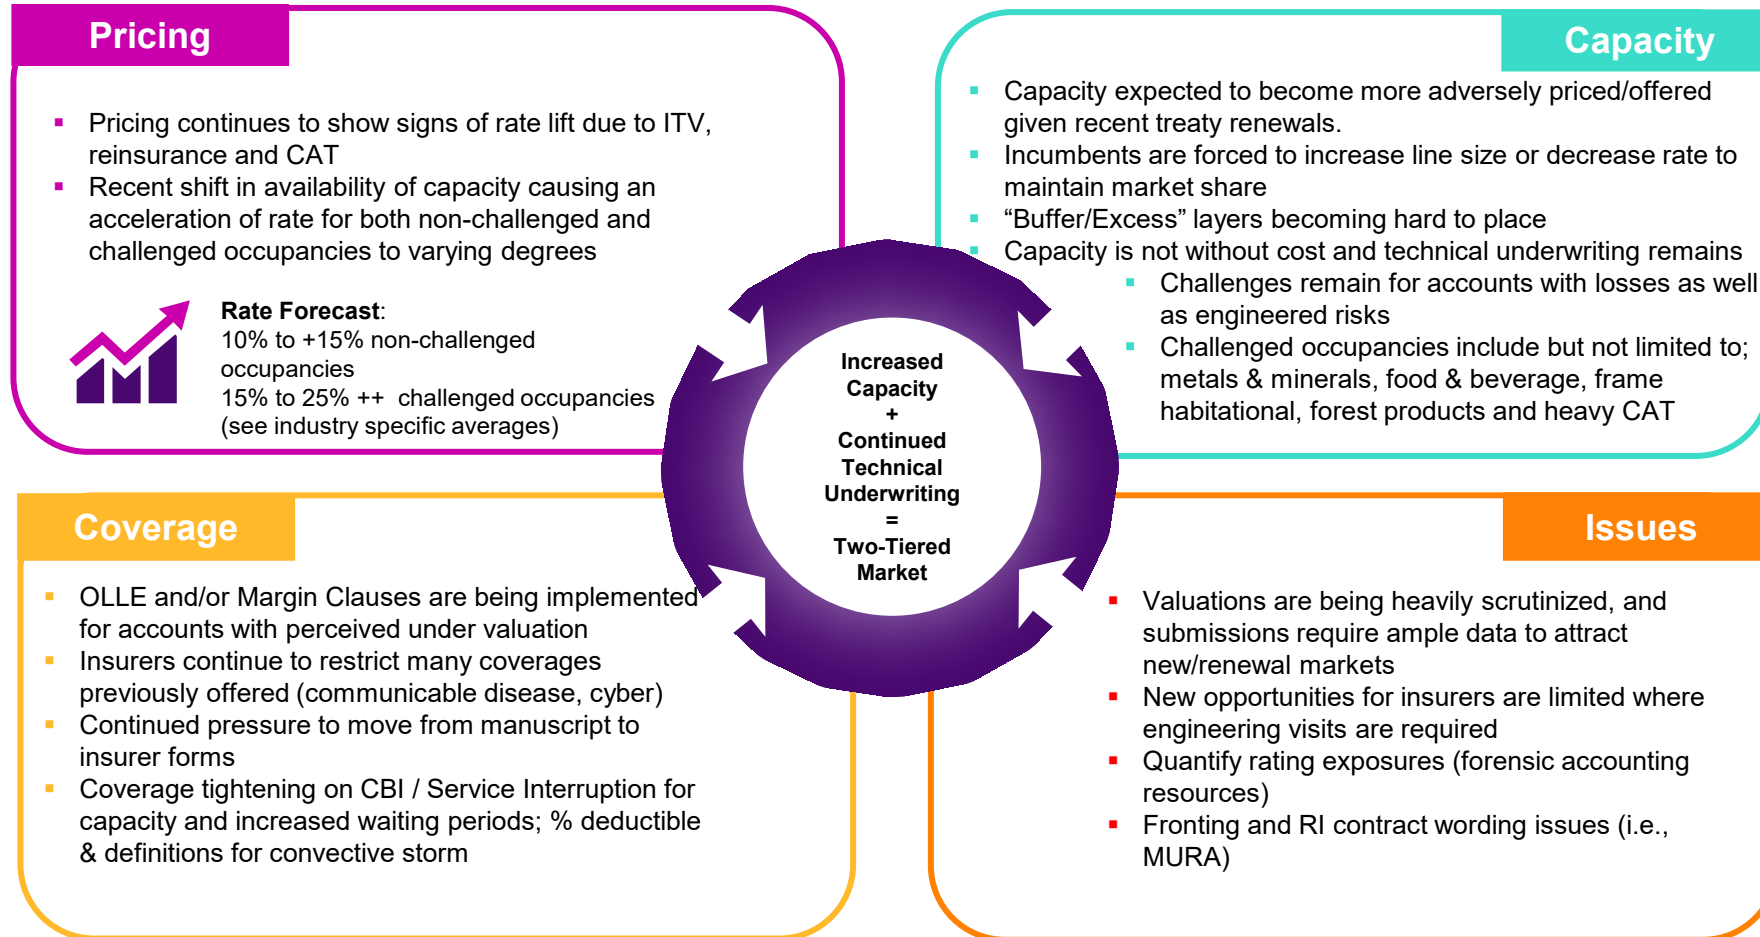 Pricing
Pricing continues to show signs of rate lift due to ITV,
reinsurance and CAT
Recent shift in availability of capacity causing an
acceleration of rate for both non-challenged and
challenged occupancies to varying degrees
Rate Forecast:
10% to +15% non-challenged
occupancies
15% to 25% ++  challenged occupancies
(see industry specific averages)
Capacity
Capacity expected to become more adversely priced/offered
given recent treaty renewals.
Incumbents are forced to increase line size or decrease rate to
maintain market share
“Buffer/Excess” layers becoming hard to place
Capacity is not without cost and technical underwriting remains
Challenges remain for accounts with losses as well
as engineered risks
Challenged occupancies include but not limited to;
metals & minerals, food & beverage, frame
habitational, forest products and heavy CAT
Increased
Capacity
+
Continued
Technical
Underwriting
=
Two-Tiered
Market
Coverage
OLLE and/or Margin Clauses are being implemented
for accounts with perceived under valuation
Insurers continue to restrict many coverages
previously offered (communicable disease, cyber)
Continued pressure to move from manuscript to
insurer forms
Coverage tightening on CBI / Service Interruption for
capacity and increased waiting periods; % deductible
& definitions for convective storm
Issues
Valuations are being heavily scrutinized, and
submissions require ample data to attract
new/renewal markets
New opportunities for insurers are limited where
engineering visits are required
Quantify rating exposures (forensic accounting
resources)
Fronting and RI contract wording issues (i.e.,
MURA)